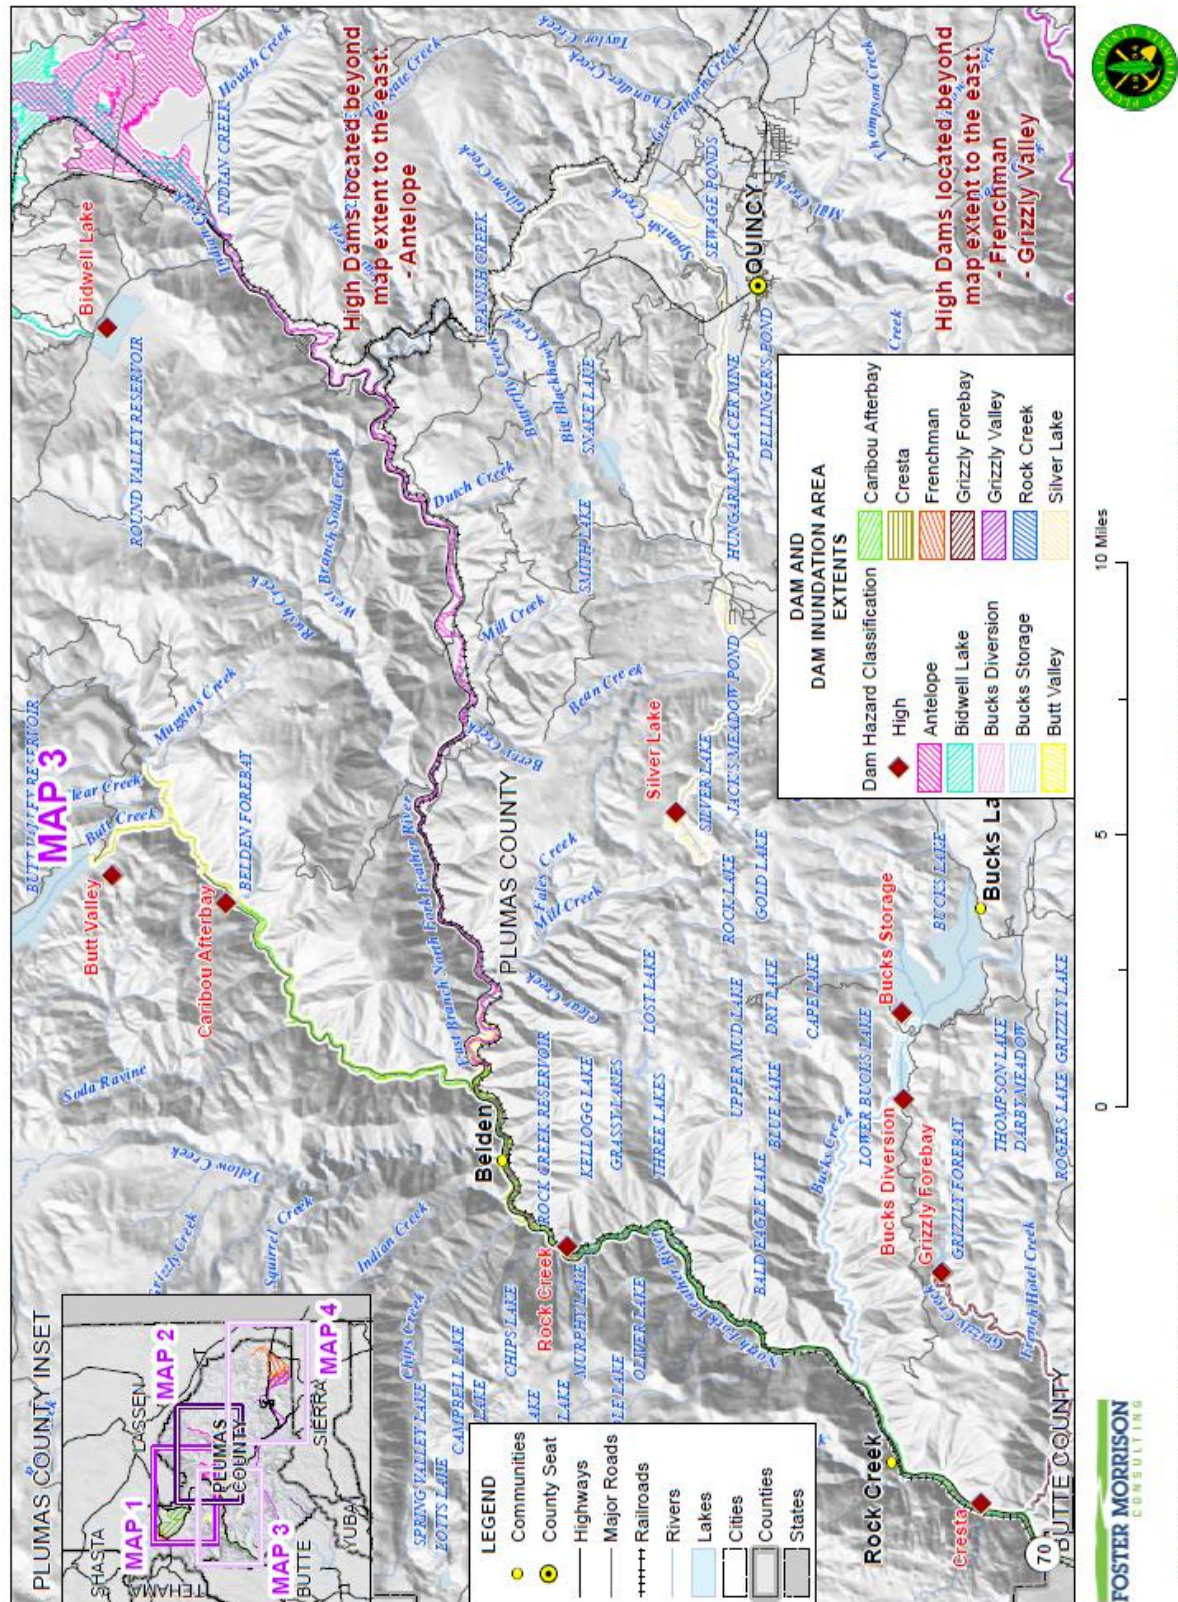 PLUMAS COUNTY INSET
SHASTA
LASSEN
TEHAMA
MAP 1
MAP 2
PLUMAS
COUNTY
MAP 3
MAP 4
BUTTE
SIERRA
YUBA
MAP 3
Butt Valley
Butt Creek
Muggins Creek
Caribou Afterbay
BELDEN FOREBAY
Soda Ravine
Yellow Creek
Grizzly Creek
Squirrel Creek
Indian Creek
Chips Creek
Bidwell Lake
ROUND VALLEY RESERVOIR
Rush Creek
West Branch Soda Creek
Indian Creek
INDIAN CREEK
Hough Creek
Taylor Creek
Chandler Creek
Greenhorn Creek
High Dams located beyond
map extent to the east:
- Antelope
Gilson Creek
SPANISH CREEK
Butterfly Creek
Big Blackhawk Creek
SNAKE LAKE
SMITH LAKE
Dutch Creek
Mill Creek
Bean Creek
Berry Creek
East Branch North Fork Feather River
PLUMAS COUNTY
Fales Creek
Mill Creek
Clear Creek
Belden
ROCK CREEK RESERVOIR
Rock Creek
KELLOGG LAKE
GRASSY LAKES
THREE LAKES
LOST LAKE
SPRING VALLEY LAKE
LOTTS LAKE
CAMPBELL LAKE
LAKE
CHIPS LAKE
AKE
LAKE
MURPHY LAKE
OLIVER LAKE
North Fork Feather River
Silver Lake
SILVER LAKE
JACK'S MEADOW POND
ROCK LAKE
GOLD LAKE
UPPER MUD LAKE
DRY LAKE
CAPE LAKE
BLUE LAKE
BALD EAGLE LAKE
Bucks Creek
LOWER BUCKS LAKE
Bucks Storage
BUCKS LAKE
Bucks La
Bucks Diversion
Grizzly Forebay
GRIZZLY FOREBAY
Grizzly Creek
French Hotel Creek
THOMPSON LAKE
DARBY MEADOW
ROGERS LAKE
GRIZZLY LAKE
Rock Creek
Cresta
70
BUTTE COUNTY
Spanish Creek
SEWAGE PONDS
QUINCY
HUNGARIAN PLACER MINE
DELLINGER'S POND
Mill Creek
Thompson Creek
Creek
High Dams located beyond
map extent to the east:
- Frenchman
- Grizzly Valley
LEGEND
Communities
County Seat
Highways
Major Roads
Railroads
Rivers
Lakes
Cities
Counties
States
DAM AND
DAM INUNDATION AREA
EXTENTS
Dam Hazard Classification
High
Antelope
Bidwell Lake
Bucks Diversion
Bucks Storage
Butt Valley
Caribou Afterbay
Cresta
Frenchman
Grizzly Forebay
Grizzly Valley
Rock Creek
Silver Lake
0 5 10 Miles
FOSTER MORRISON
CONSULTING
PLUMAS COUNTY
CALIFORNIA